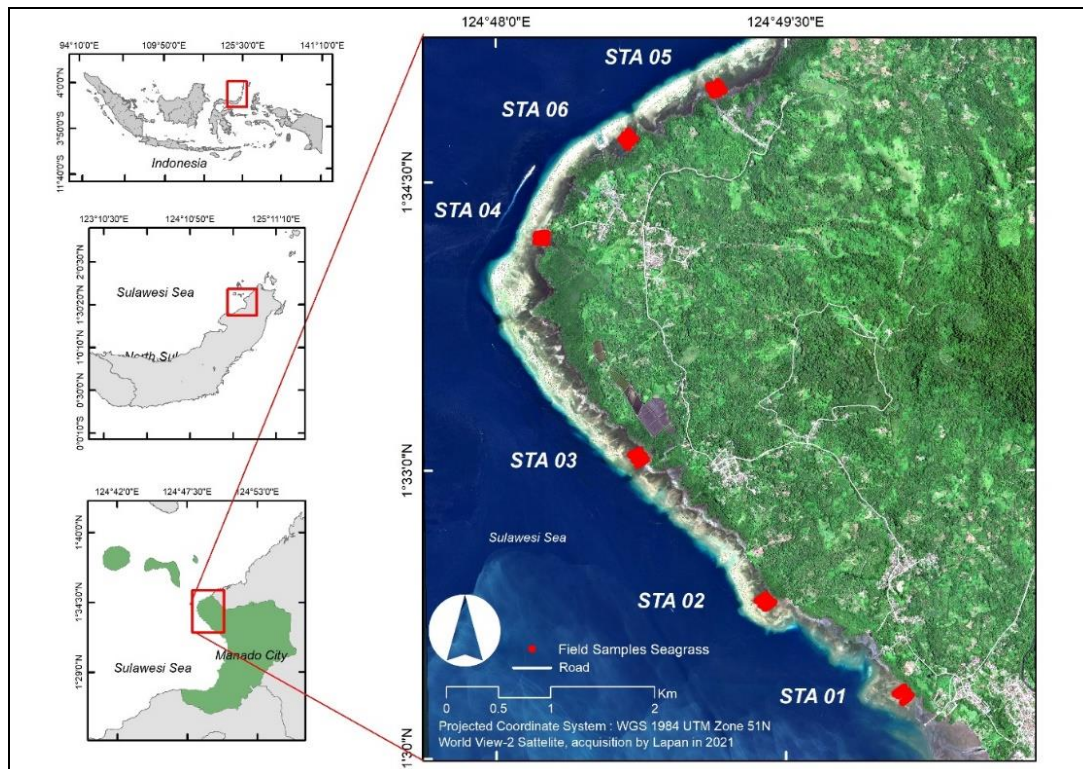 94°10'0"E 109°50'0"E 125°30'0"E 141°10'0"E
4°0'0"N
3°50'0"S
11°40'0"S
Indonesia
123°10'30"E 124°10'50"E 125°11'10"E
2°0'30"N
1°30'20"N
1°0'10"N
0°30'0"N
0°0'10"S
Sulawesi Sea
North Sul
124°42'0"E 124°47'30"E 124°53'0"E
1°40'0"N
1°34'30"N
1°29'0"N
Manado City
Sulawesi Sea
124°48'0"E 124°49'30"E
1°34'30"N
1°33'0"N
1°31'30"N
STA 05
STA 06
STA 04
STA 03
Sulawesi Sea
STA 02
STA 01
Field Samples Seagrass
Road
Km
0 0.5 1 2
Projected Coordinate System : WGS 1984 UTM Zone 51N
World View-2 Sattelite, acquisition by Lapan in 2021